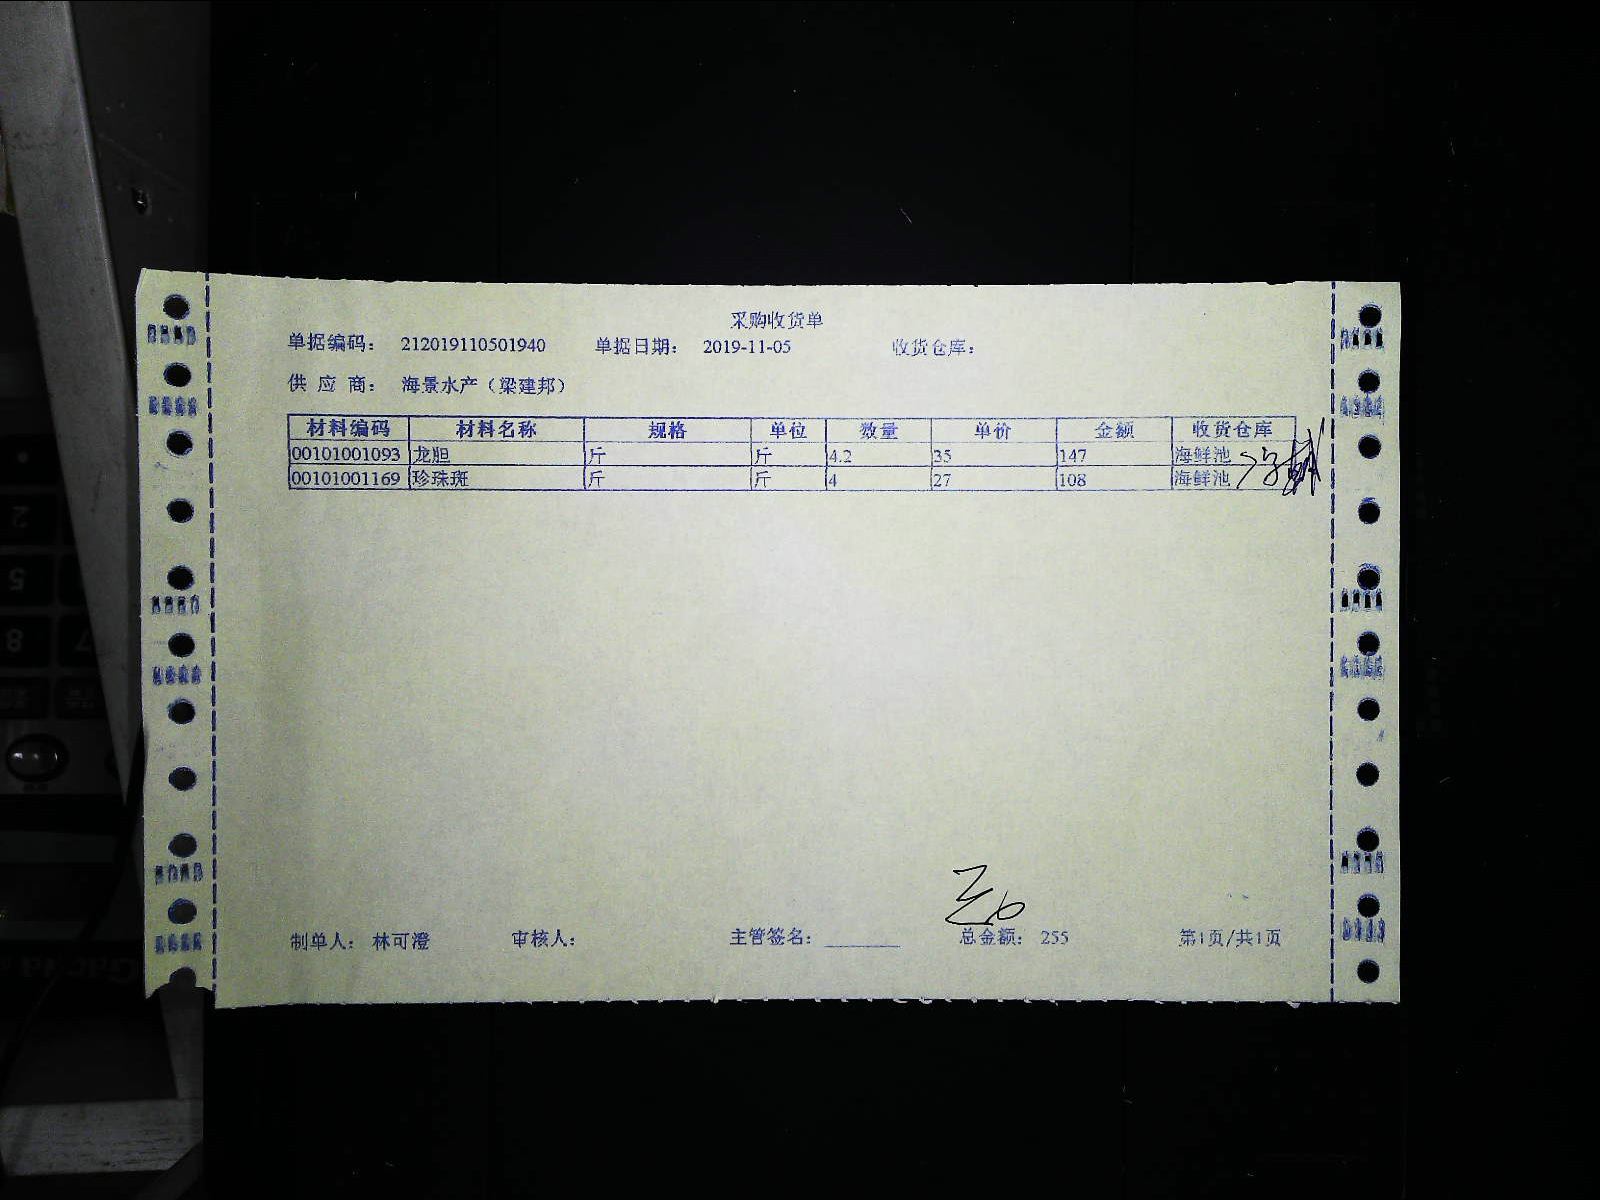 采购收货单
单据编码： 212019110501940 单据日期： 2019-11-05 收货仓库：
供 应 商： 海景水产（梁建邦）
材料编码 材料名称 规格 单位 数量 单价 金额 收货仓库
00101001093 龙胆 斤 斤 4.2 35 147 海鲜池
00101001169 珍珠斑 斤 斤 4 27 108 海鲜池
制单人： 林可澄 审核人： 主管签名： 总金额： 255 第1页/共1页